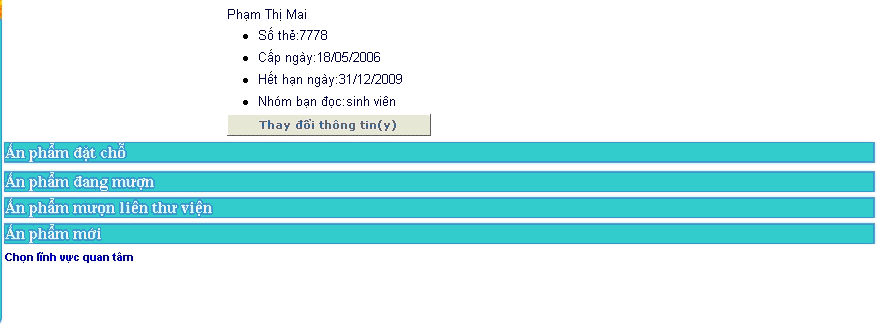 Phạm Thị Mai
Số thẻ:7778
Cấp ngày:18/05/2006
Hết hạn ngày:31/12/2009
Nhóm bạn đọc:sinh viên
Thay đổi thông tin(y)
Ấn phẩm đặt chỗ
Ấn phẩm đang mượn
Ấn phẩm mượn liên thư viện
Ấn phẩm mới
Chọn lĩnh vực quan tâm